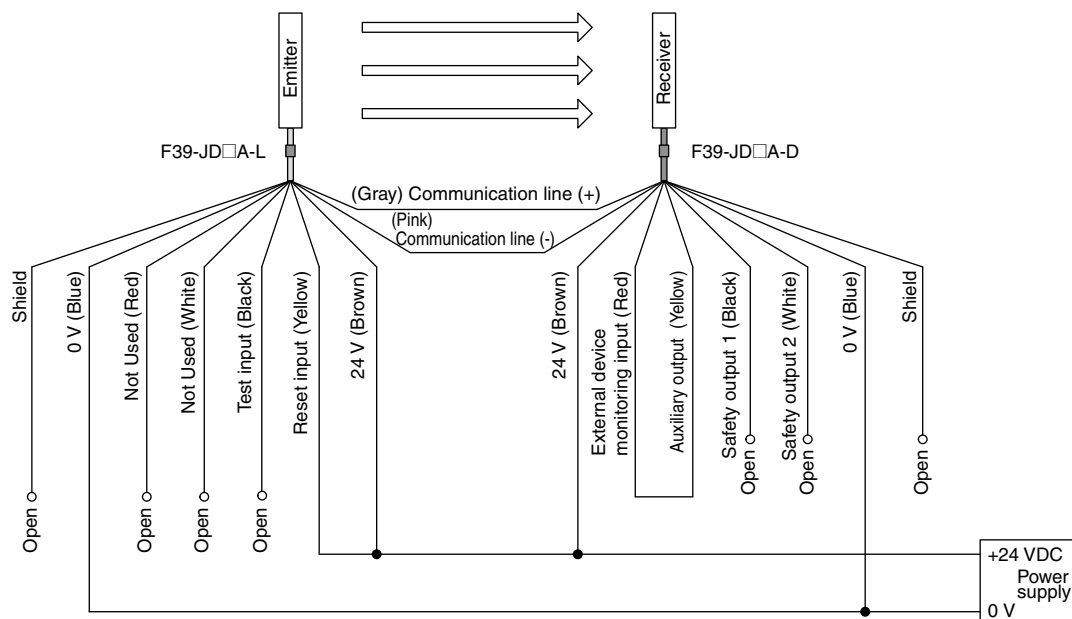 Emitter
Receiver
F39-JD□A-L
F39-JD□A-D
(Gray) Communication line (+)
(Pink)
Communication line (-)
Shield
0 V (Blue)
Not Used (Red)
Not Used (White)
Test input (Black)
Reset input (Yellow)
24 V (Brown)
24 V (Brown)
External device
monitoring input (Red)
Auxiliary output (Yellow)
Safety output 1 (Black)
Safety output 2 (White)
0 V (Blue)
Shield
Open
Open
Open
Open
Open
Open
Open
+24 VDC
Power
supply
0 V